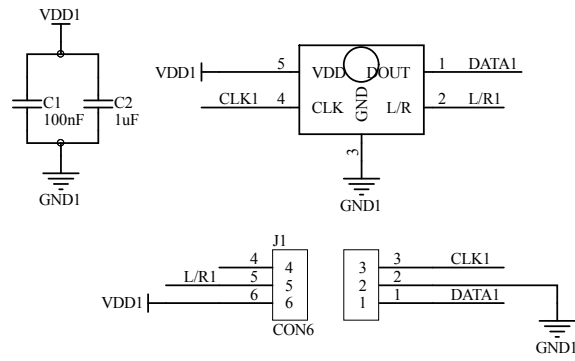 VDD1
C1
100nF
C2
1uF
GND1
VDD1 5 VDD DOUT 1 DATA1
CLK1 4 CLK GND L/R 2 L/R1
3
GND1
J1
4 4 3 3 CLK1
L/R1 5 5 2 2
VDD1 6 6 1 1 DATA1
CON6
GND1